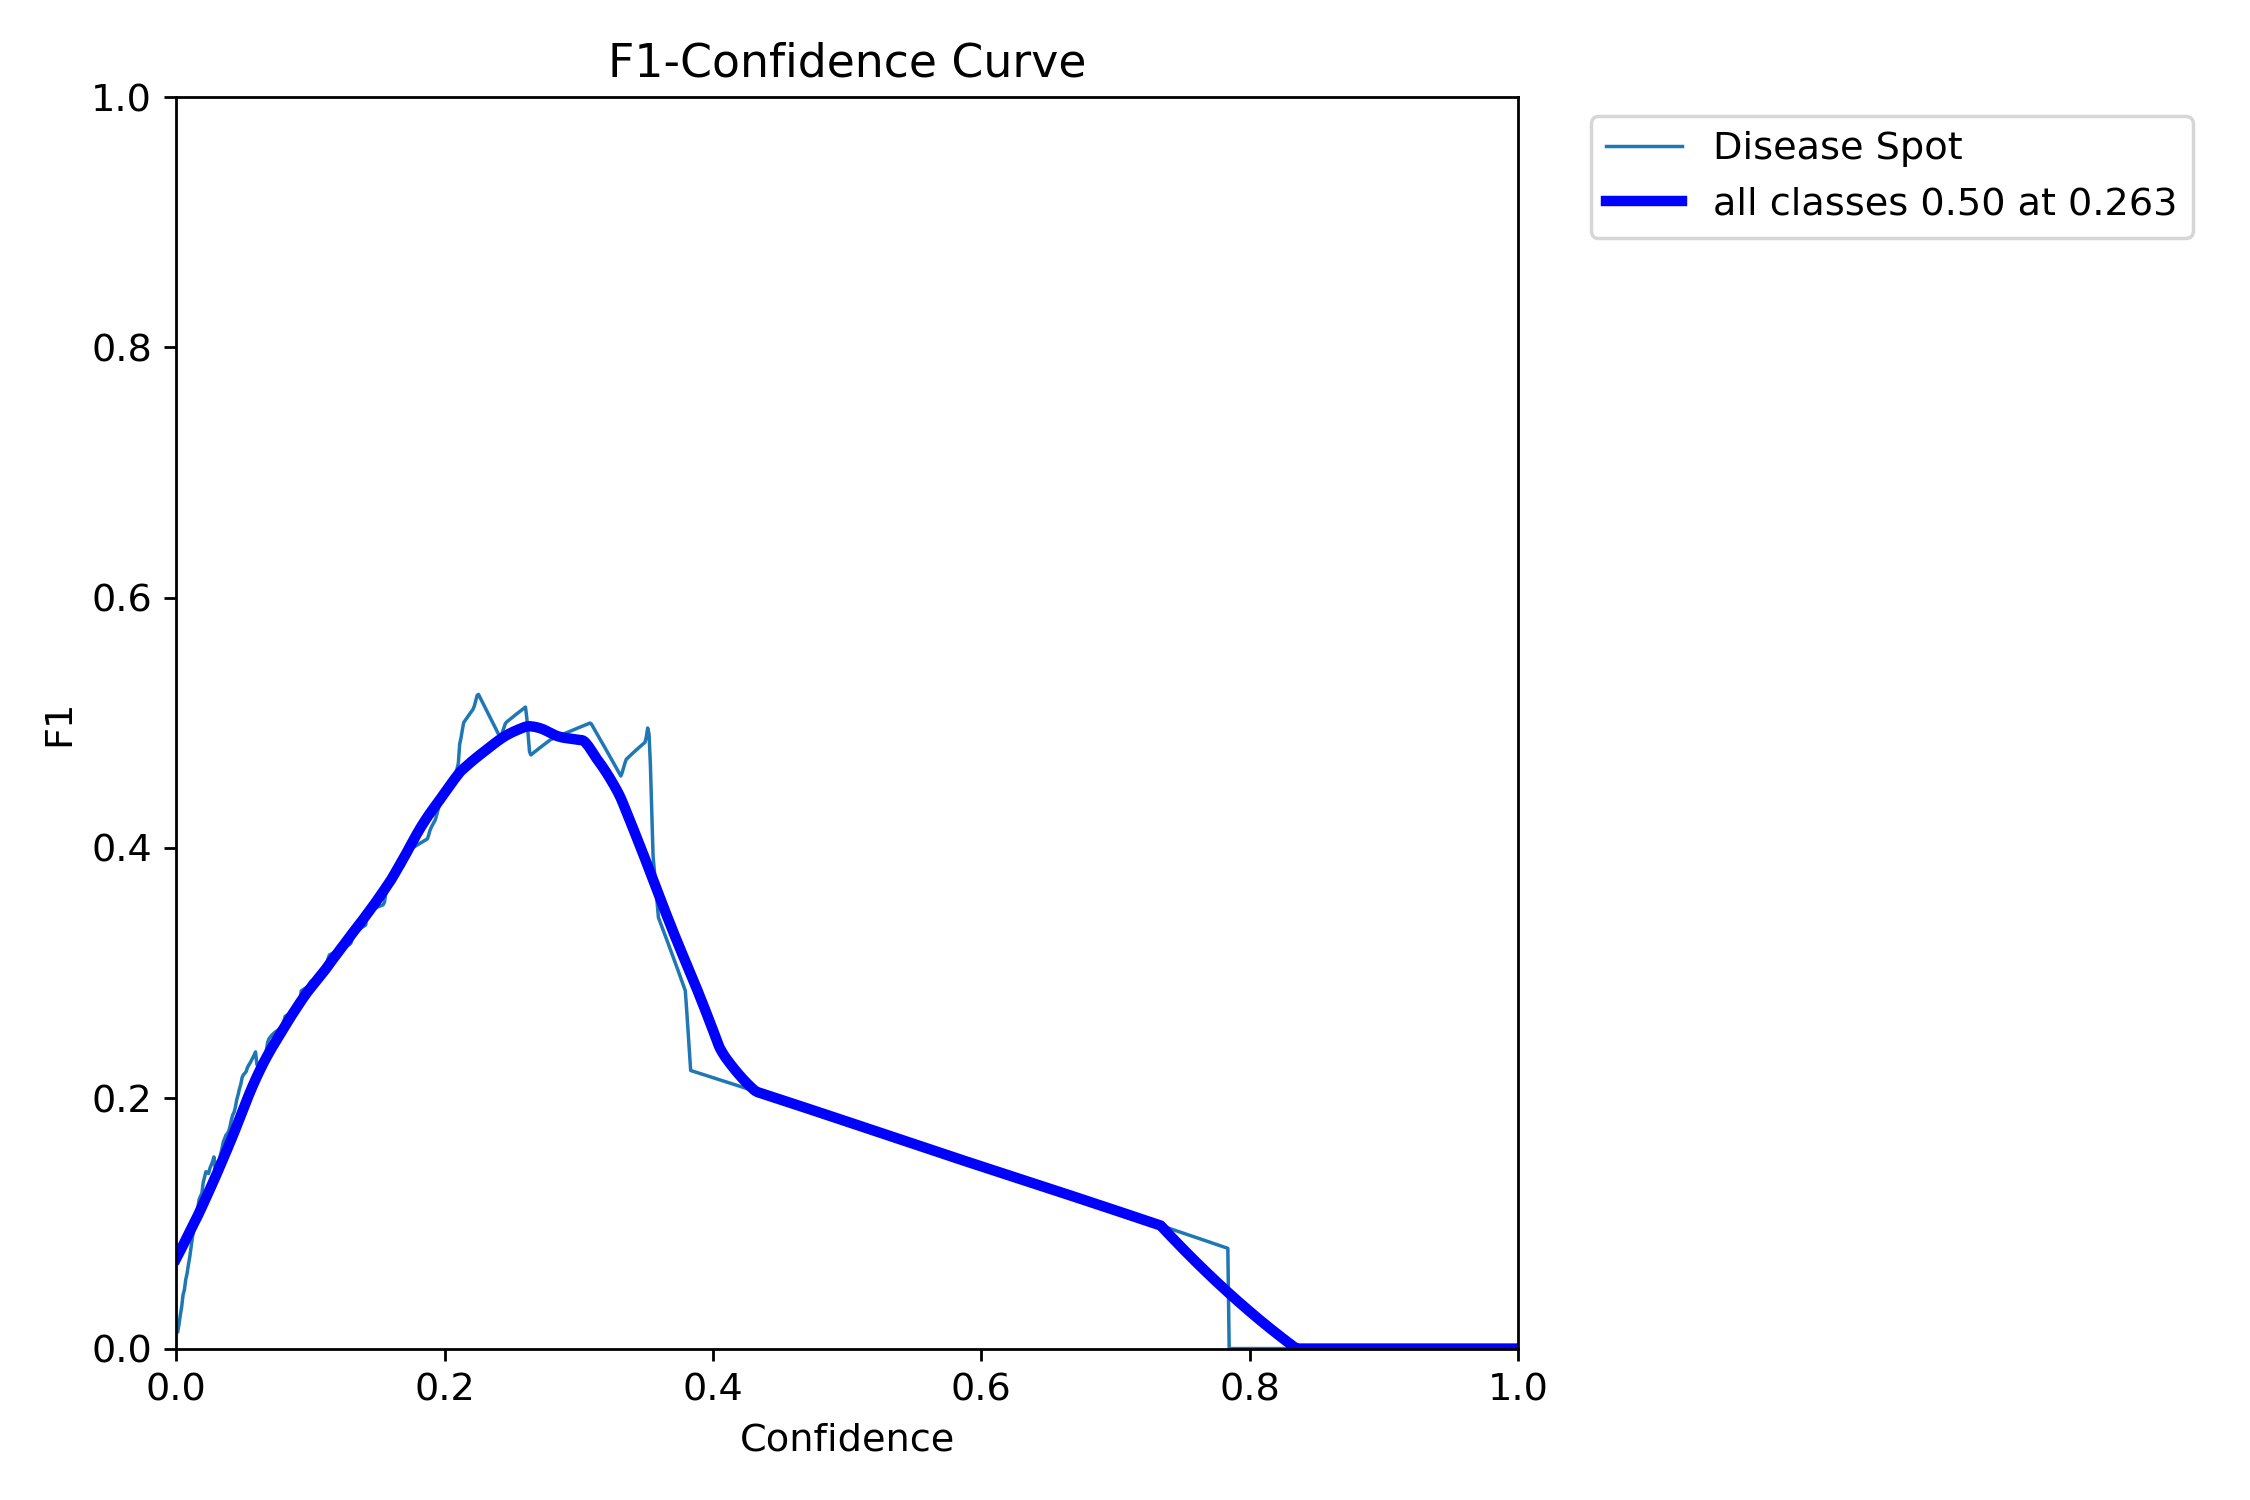 F1-Confidence Curve
Disease Spot
all classes 0.50 at 0.263
F1
1.0
0.8
0.6
0.4
0.2
0.0
0.0 0.2 0.4 0.6 0.8 1.0
Confidence